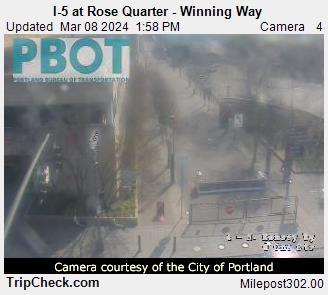 I-5 at Rose Quarter - Winning Way
Updated Mar 08 2024 1:58 PM Camera 4
PBOT
PORTLAND BUREAU OF TRANSPORTATION
Camera courtesy of the City of Portland
TripCheck.com Milepost302.00